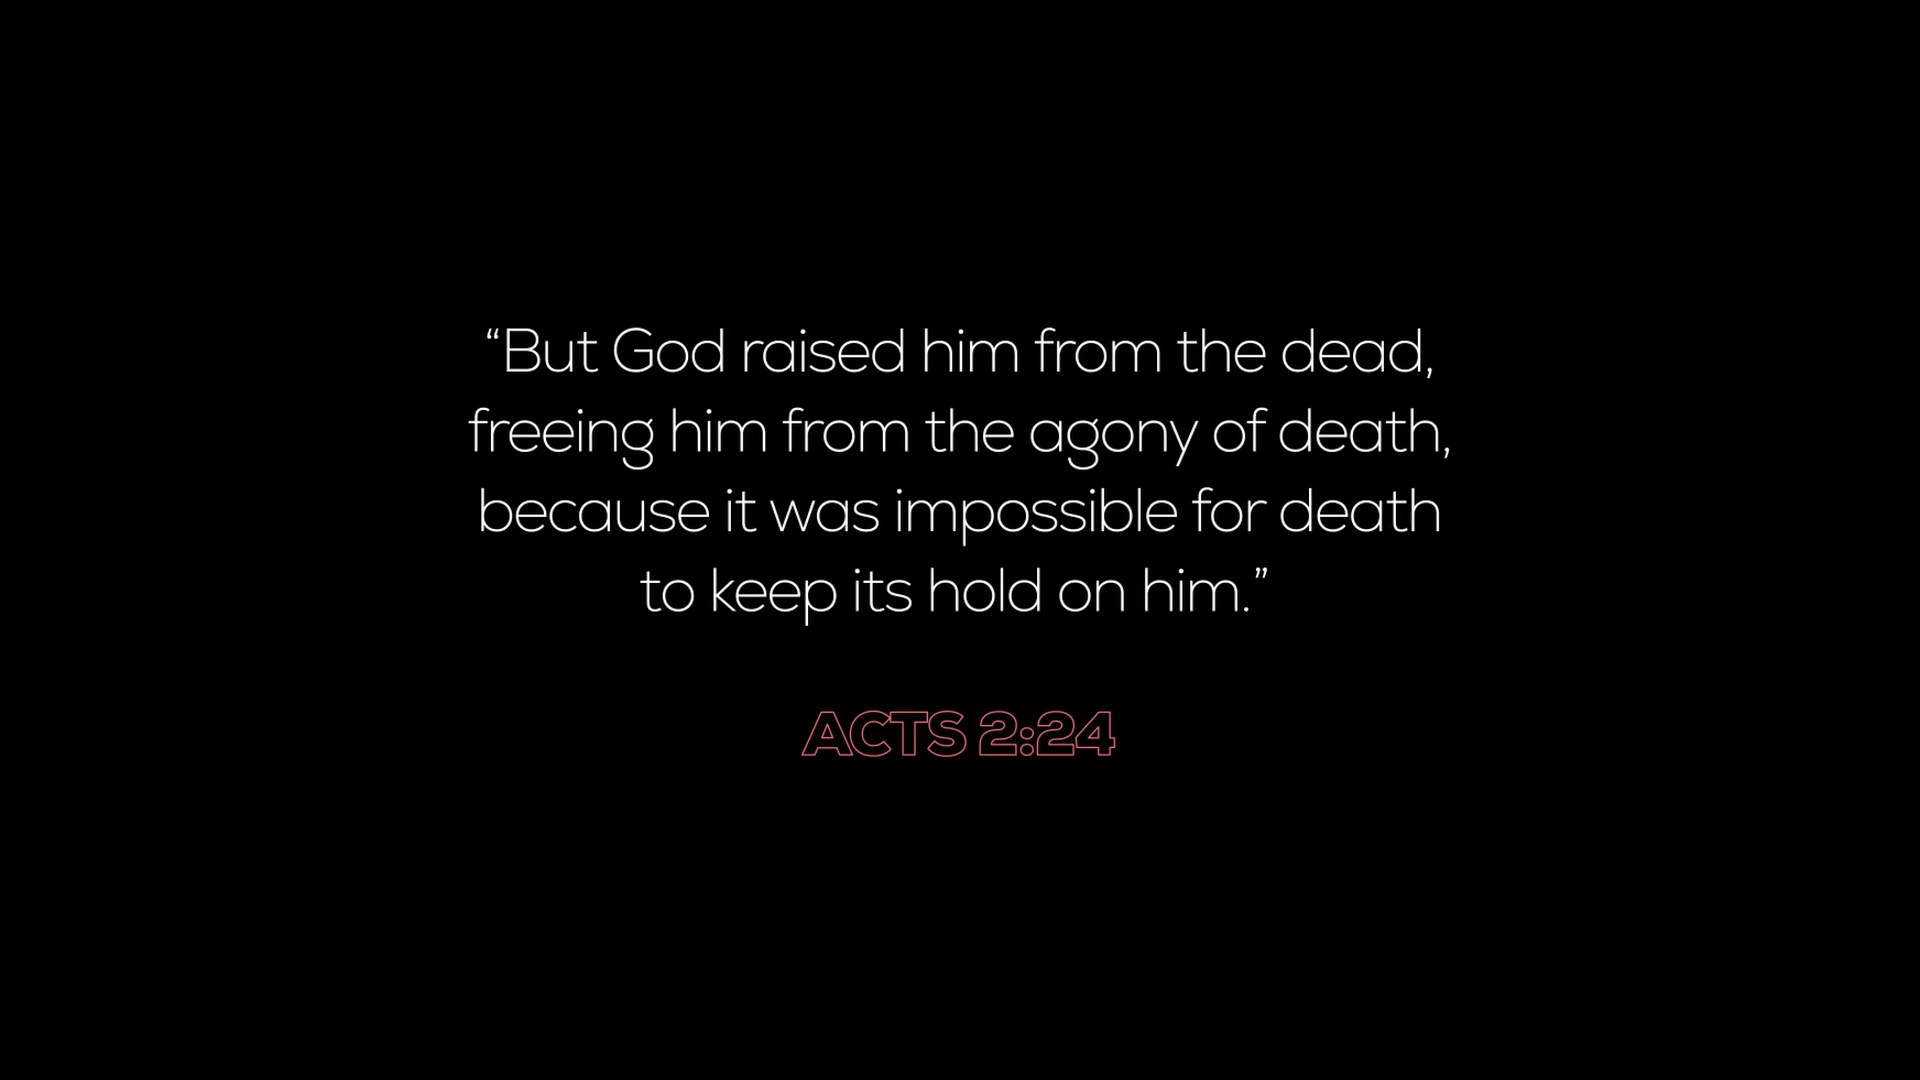 “But God raised him from the dead,
freeing him from the agony of death,
because it was impossible for death
to keep its hold on him.”
ACTS 2:24